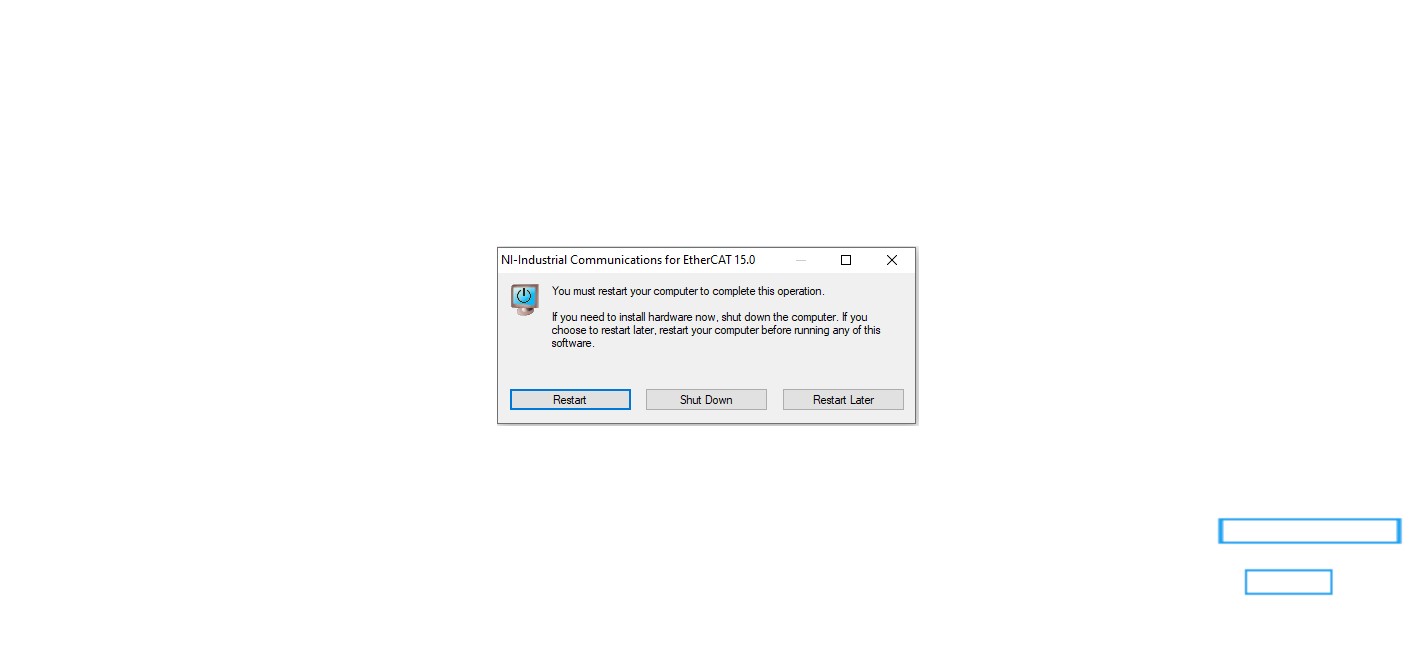 NI-Industrial Communications for EtherCAT 15.0
You must restart your computer to complete this operation.
If you need to install hardware now, shut down the computer. If you
choose to restart later, restart your computer before running any of this
software.
Restart
Shut Down
Restart Later